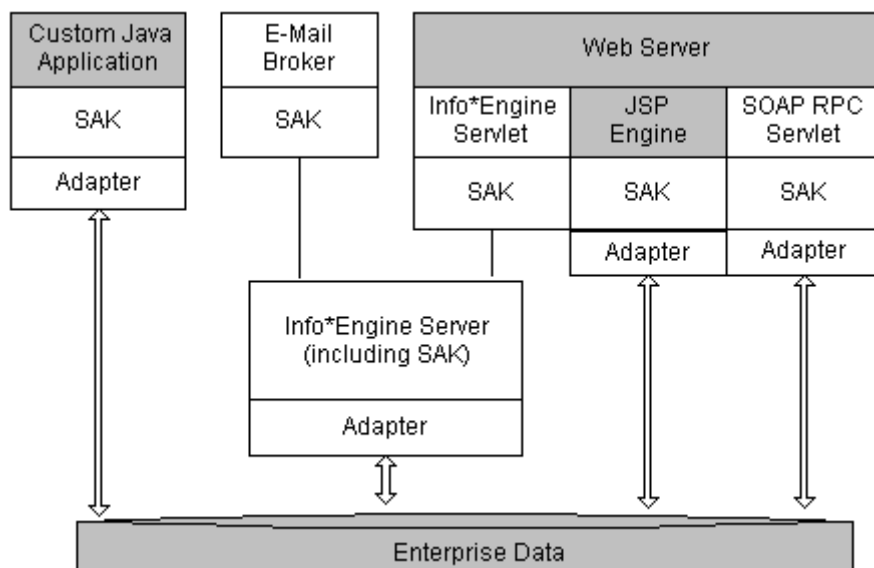 Custom Java
Application
SAK
Adapter
E-Mail
Broker
SAK
Web Server
Info*Engine
Servlet
SAK
JSP
Engine
SAK
Adapter
SOAP RPC
Servlet
SAK
Adapter
Info*Engine Server
(including SAK)
Adapter
Enterprise Data